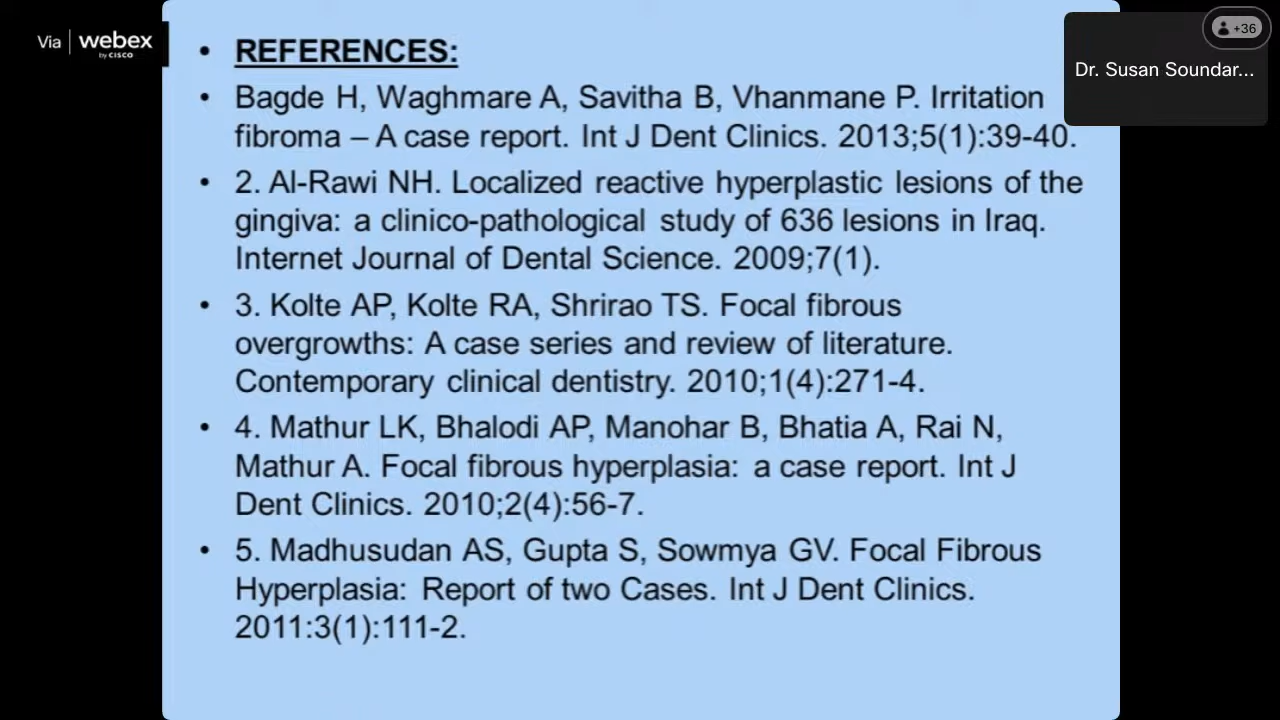 Via | webex
by CISCO
+36
Dr. Susan Soundar...
• REFERENCES:
• Bagde H, Waghmare A, Savitha B, Vhanmane P. Irritation
fibroma – A case report. Int J Dent Clinics. 2013;5(1):39-40.
• 2. Al-Rawi NH. Localized reactive hyperplastic lesions of the
gingiva: a clinico-pathological study of 636 lesions in Iraq.
Internet Journal of Dental Science. 2009;7(1).
• 3. Kolte AP, Kolte RA, Shrirao TS. Focal fibrous
overgrowths: A case series and review of literature.
Contemporary clinical dentistry. 2010;1(4):271-4.
• 4. Mathur LK, Bhalodi AP, Manohar B, Bhatia A, Rai N,
Mathur A. Focal fibrous hyperplasia: a case report. Int J
Dent Clinics. 2010;2(4):56-7.
• 5. Madhusudan AS, Gupta S, Sowmya GV. Focal Fibrous
Hyperplasia: Report of two Cases. Int J Dent Clinics.
2011:3(1):111-2.